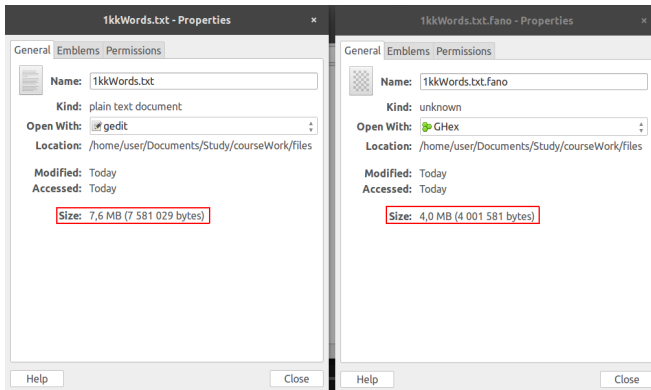 1kkWords.txt - Properties ×
General Emblems Permissions
Name: 1kkWords.txt
Kind: plain text document
Open With: gedit
Location: /home/user/Documents/Study/courseWork/files
Modified: Today
Accessed: Today
Size: 7,6 MB (7 581 029 bytes)
Help Close
1kkWords.txt.fano - Properties ×
General Emblems Permissions
Name: 1kkWords.txt.fano
Kind: unknown
Open With: GHex
Location: /home/user/Documents/Study/courseWork/files
Modified: Today
Accessed: Today
Size: 4,0 MB (4 001 581 bytes)
Help Close